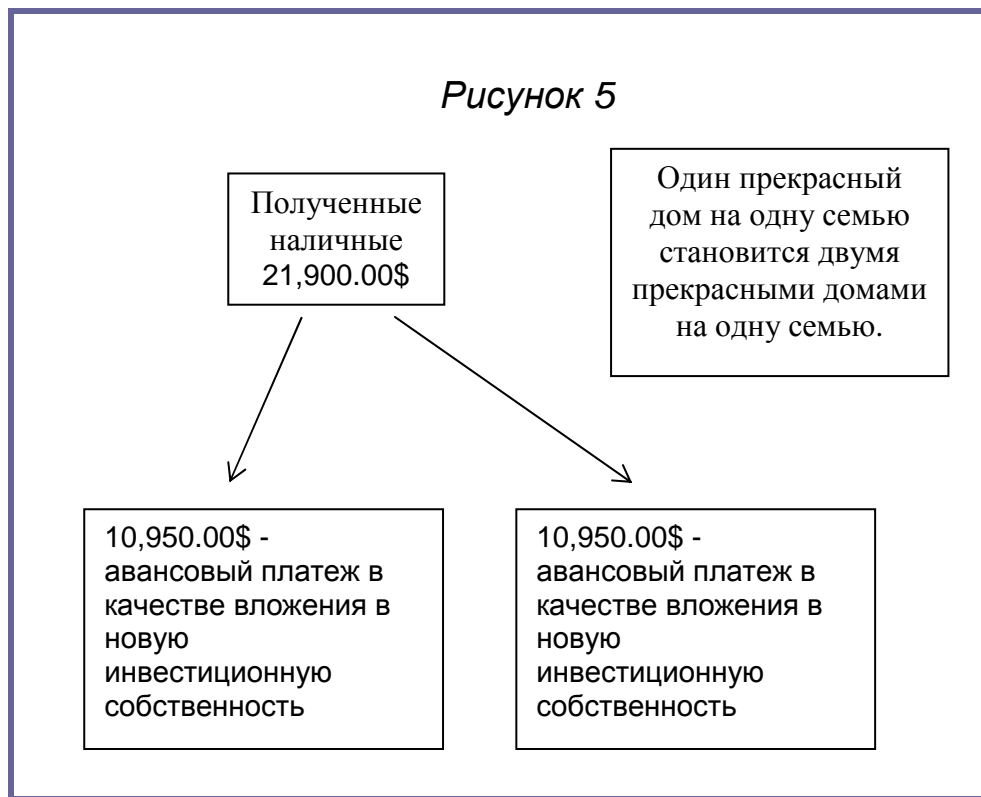 Рисунок 5
Полученные
наличные
21,900.00$
Один прекрасный
дом на одну семью
становится двумя
прекрасными домами
на одну семью.
10,950.00$ -
авансовый платеж в
качестве вложения в
новую
инвестиционную
собственность
10,950.00$ -
авансовый платеж в
качестве вложения в
новую
инвестиционную
собственность